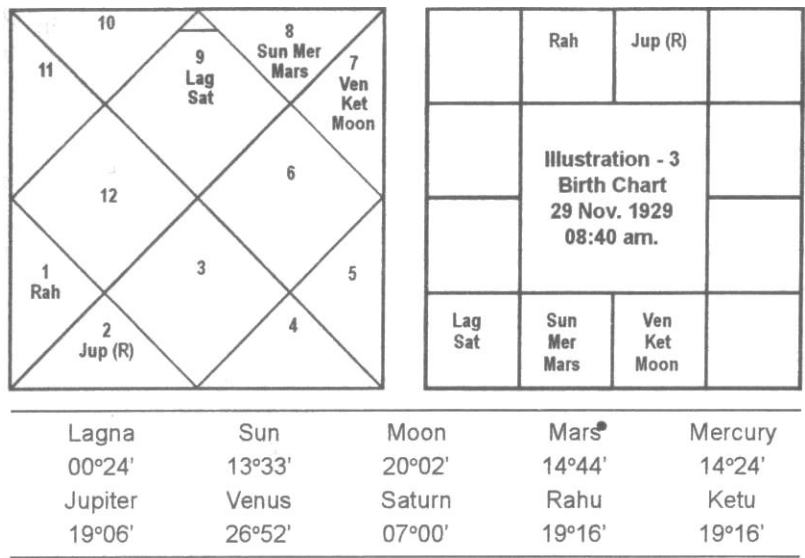 10
11
9
Lag
Sat
8
Sun Mer
Mars
7
Ven
Ket
Moon
12
6
3
1
Rah
2
Jup (R)
4
5
Rah
Jup (R)
Illustration - 3
Birth Chart
29 Nov. 1929
08:40 am.
Lag
Sat
Sun
Mer
Mars
Ven
Ket
Moon
Lagna Sun Moon Mars Mercury
00°24' 13°33' 20°02' 14°44' 14°24'
Jupiter Venus Saturn Rahu Ketu
19°06' 26°52' 07°00' 19°16' 19°16'